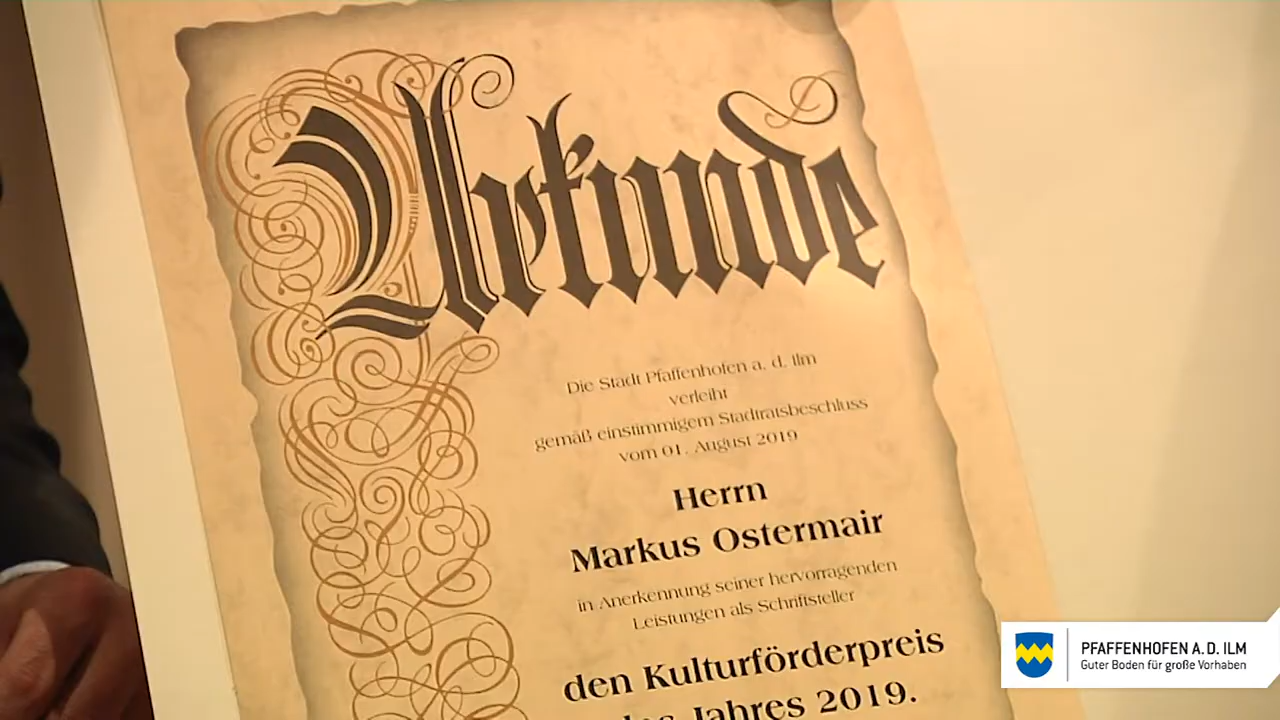 Urkunde
Die Stadt Pfaffenhofen a. d. Ilm
verleiht
gemäß einstimmigem Stadtratsbeschluss
vom 01. August 2019
Herrn
Markus Ostermair
in Anerkennung seiner hervorragenden
Leistungen als Schriftsteller
den Kulturförderpreis
des Jahres 2019.
PFAFFENHOFEN A. D. ILM
Guter Boden für große Vorhaben